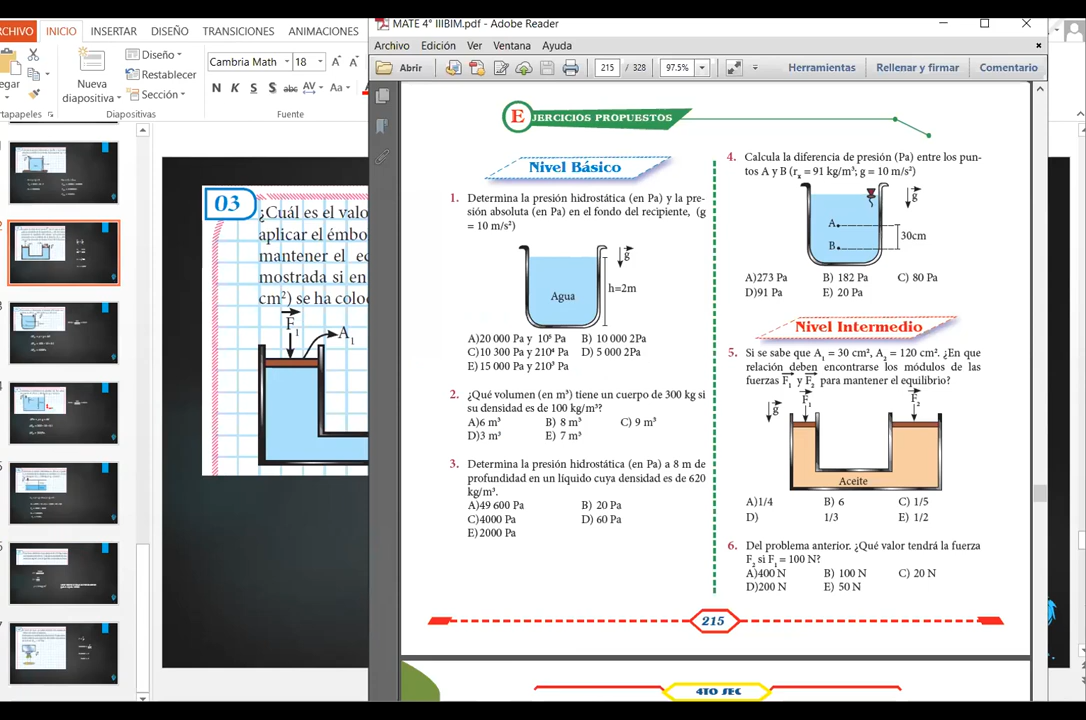 MATE 4° IIIBIM.pdf - Adobe Reader
ARCHIVO INICIO INSERTAR DISEÑO TRANSICIONES ANIMACIONES
Archivo Edición Ver Ventana Ayuda
Abrir 215 / 328 97.5% Herramientas Rellenar y firmar Comentario
Diseño
Restablecer
Sección
Nueva
diapositiva
Cambria Math 18
N K S S abc AV Aa
Diapositivas Fuente
03
¿Cuál es el valo
aplicar el émbo
mantener el ec
mostrada si en
cm²) se ha colo
F₁
A₁
EJERCICIOS PROPUESTOS
Nivel Básico
1. Determina la presión hidrostática (en Pa) y la pre-
sión absoluta (en Pa) en el fondo del recipiente, (g
= 10 m/s²)
g
h=2m
Agua
A)20 000 Pa y 10⁵ Pa B) 10 000 2Pa
C)10 300 Pa y 210⁴ Pa D) 5 000 2Pa
E)15 000 Pa y 210⁵ Pa
2. ¿Qué volumen (en m³) tiene un cuerpo de 300 kg si
su densidad es de 100 kg/m³?
A)6 m³ B) 8 m³ C) 9 m³
D)3 m³ E) 7 m³
3. Determina la presión hidrostática (en Pa) a 8 m de
profundidad en un líquido cuya densidad es de 620
kg/m³.
A)49 600 Pa B) 20 Pa
C)4000 Pa D) 60 Pa
E)2000 Pa
4. Calcula la diferencia de presión (Pa) entre los pun-
tos A y B (rₓ = 91 kg/m³; g = 10 m/s²)
g
A
30cm
B
A)273 Pa B) 182 Pa C) 80 Pa
D)91 Pa E) 20 Pa
Nivel Intermedio
5. Si se sabe que A₁ = 30 cm², A₂ = 120 cm². ¿En que
relación deben encontrarse los módulos de las
fuerzas F₁ y F₂ para mantener el equilibrio?
g F₁ F₂
Aceite
A)1/4 B) 6 C) 1/5
D) 1/3 E) 1/2
6. Del problema anterior. ¿Qué valor tendrá la fuerza
F₂ si F₁ = 100 N?
A)400 N B) 100 N C) 20 N
D)200 N E) 50 N
215
4TO SEC